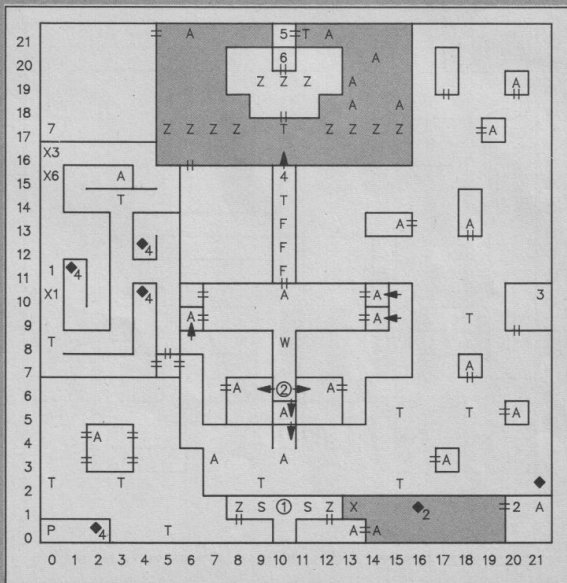 21 A 5 T A
20 6 A
19 Z Z Z A A
18 A A
17 7 Z Z Z Z T Z Z Z Z A
16 X3
15 X6 A 4
14 T T
13 F A A
12 4 F
11 1 4 F
10 X1 4 A A 3
9 A A T
8 T W
7 A
6 A ② A
5 A T T A
4 A
3 A A A
2 T T T T
1 Z S ① S Z X 2 2 A
0 P 4 T A A
0 1 2 3 4 5 6 7 8 9 10 11 12 13 14 15 16 17 18 19 20 21